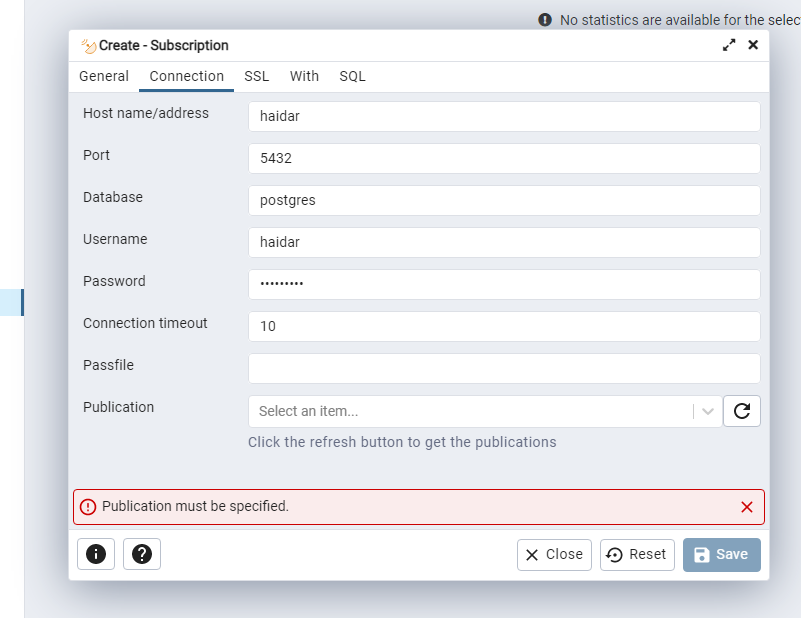 No statistics are available for the selec
Create - Subscription
General Connection SSL With SQL
Host name/address haidar
Port 5432
Database postgres
Username haidar
Password •••••••••
Connection timeout 10
Passfile
Publication Select an item...
Click the refresh button to get the publications
Publication must be specified.
Close Reset Save